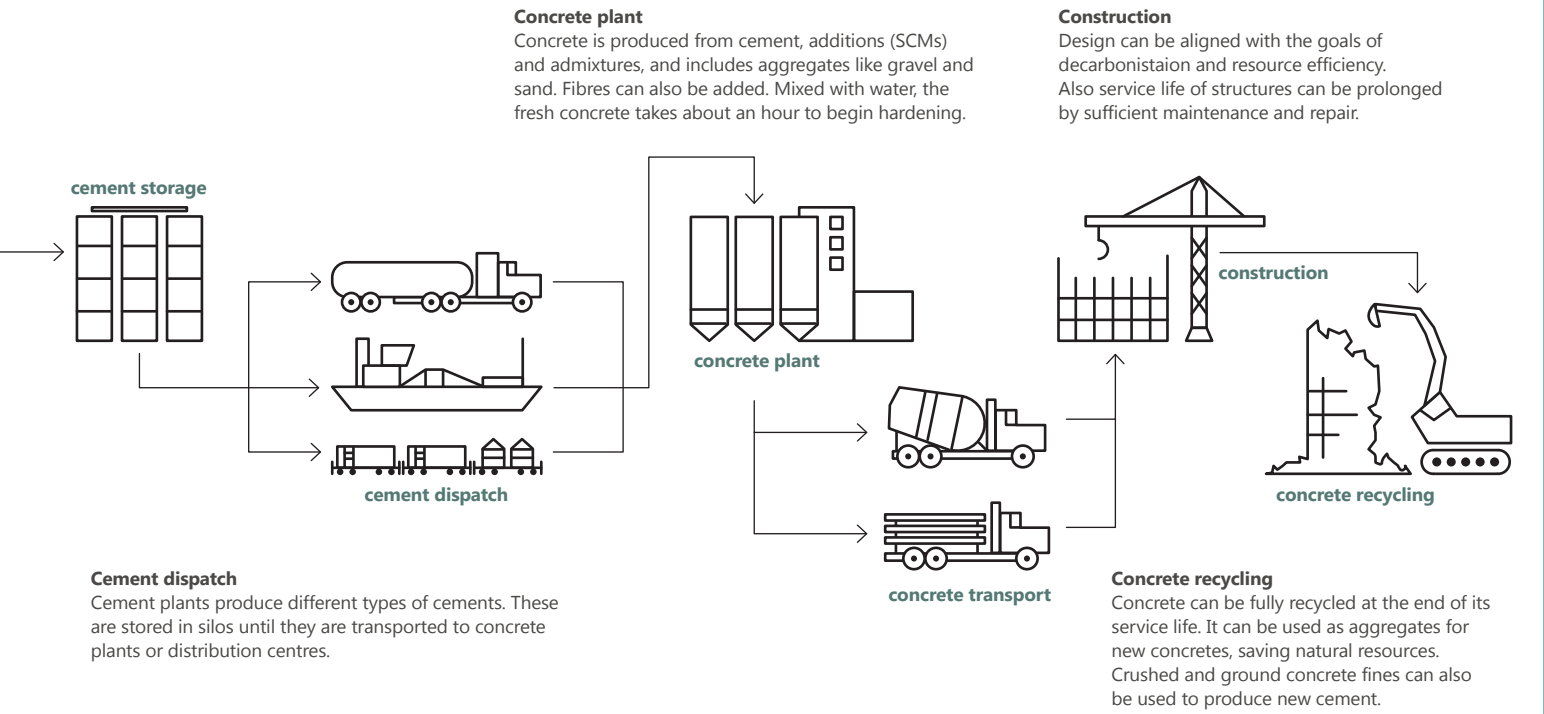 Concrete plant
Concrete is produced from cement, additions (SCMs)
and admixtures, and includes aggregates like gravel and
sand. Fibres can also be added. Mixed with water, the
fresh concrete takes about an hour to begin hardening.
Construction
Design can be aligned with the goals of
decarbonistaion and resource efficiency.
Also service life of structures can be prolonged
by sufficient maintenance and repair.
cement storage
cement dispatch
concrete plant
concrete transport
construction
concrete recycling
Cement dispatch
Cement plants produce different types of cements. These
are stored in silos until they are transported to concrete
plants or distribution centres.
Concrete recycling
Concrete can be fully recycled at the end of its
service life. It can be used as aggregates for
new concretes, saving natural resources.
Crushed and ground concrete fines can also
be used to produce new cement.